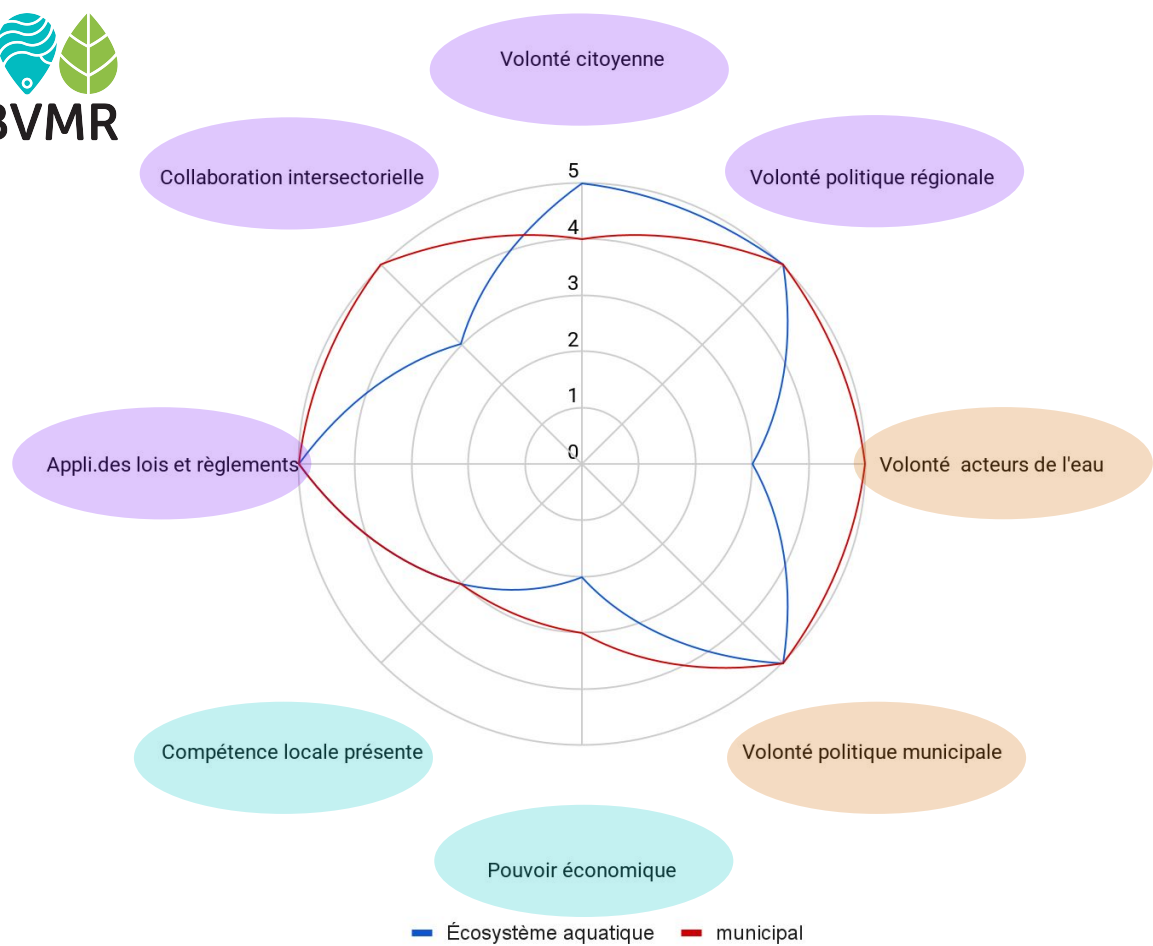 BVMR
Volonté citoyenne
Collaboration intersectorielle
Volonté politique régionale
5
4
3
2
1
0
Appli.des lois et règlements
Volonté  acteurs de l'eau
Compétence locale présente
Volonté politique municipale
Pouvoir économique
Écosystème aquatique
municipal